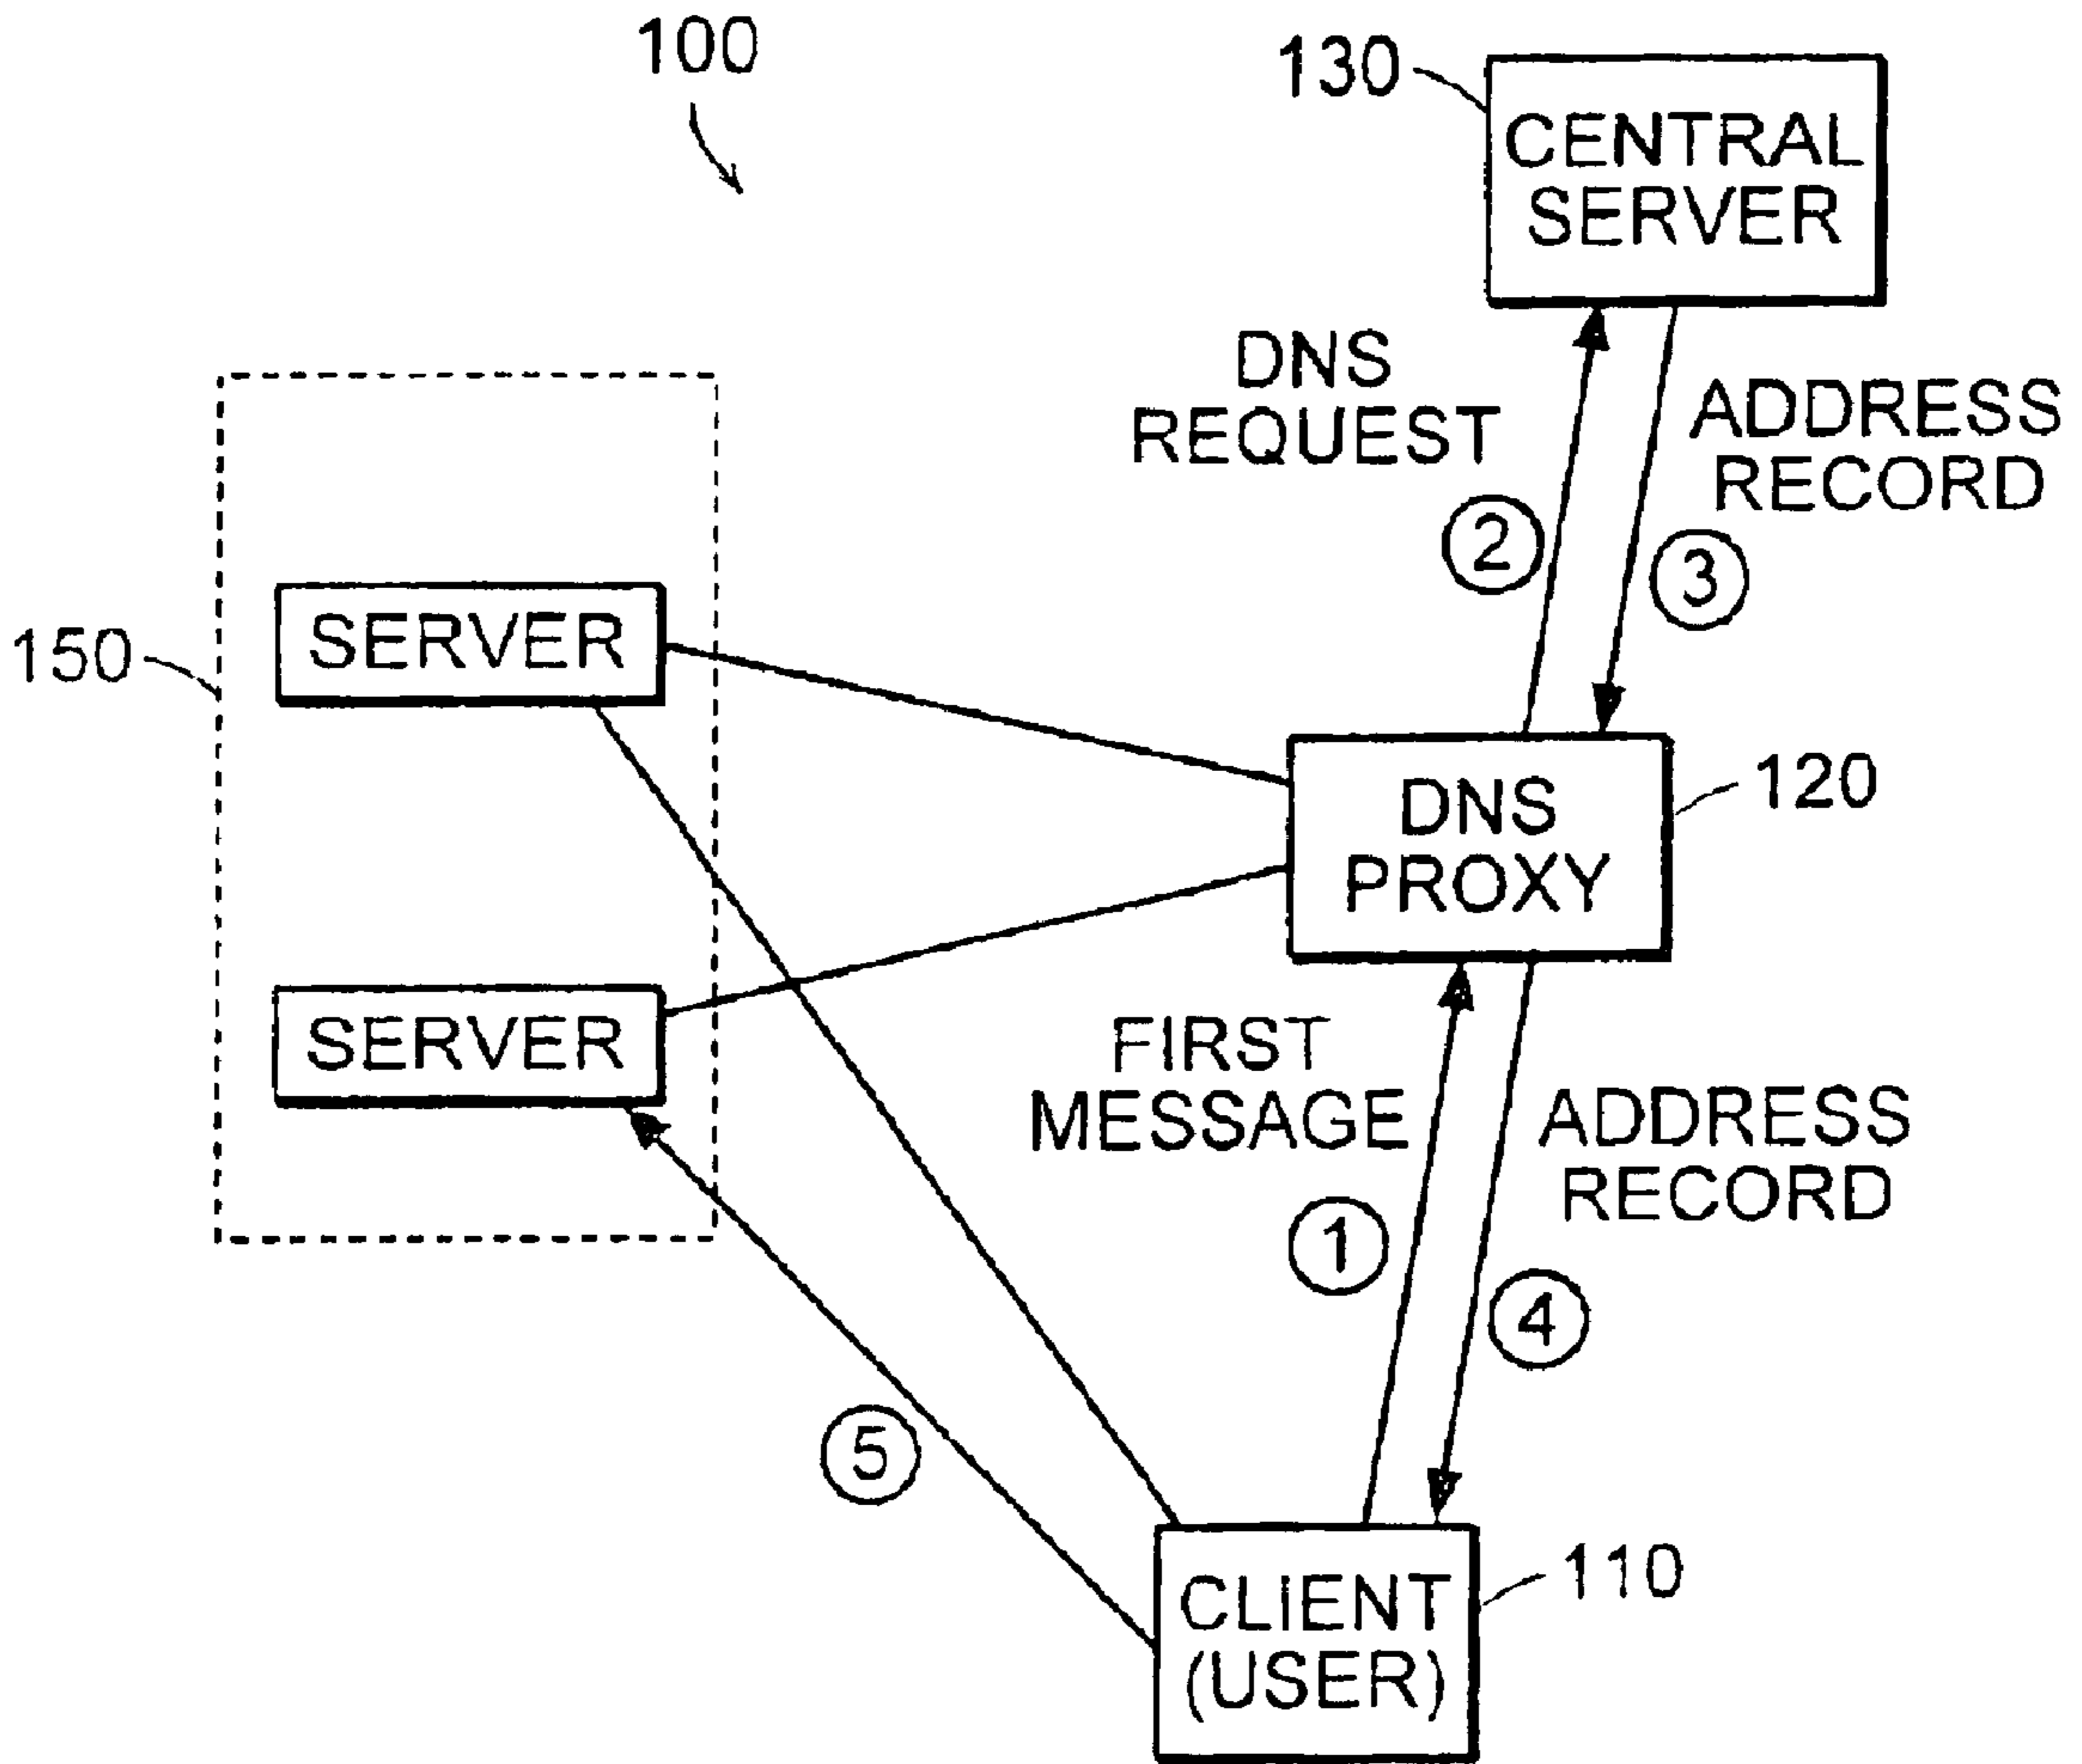 100
130
CENTRAL
SERVER
DNS
REQUEST
ADDRESS
RECORD
2
3
150
SERVER
120
DNS
PROXY
SERVER
FIRST
MESSAGE
ADDRESS
RECORD
1
4
5
110
CLIENT
(USER)